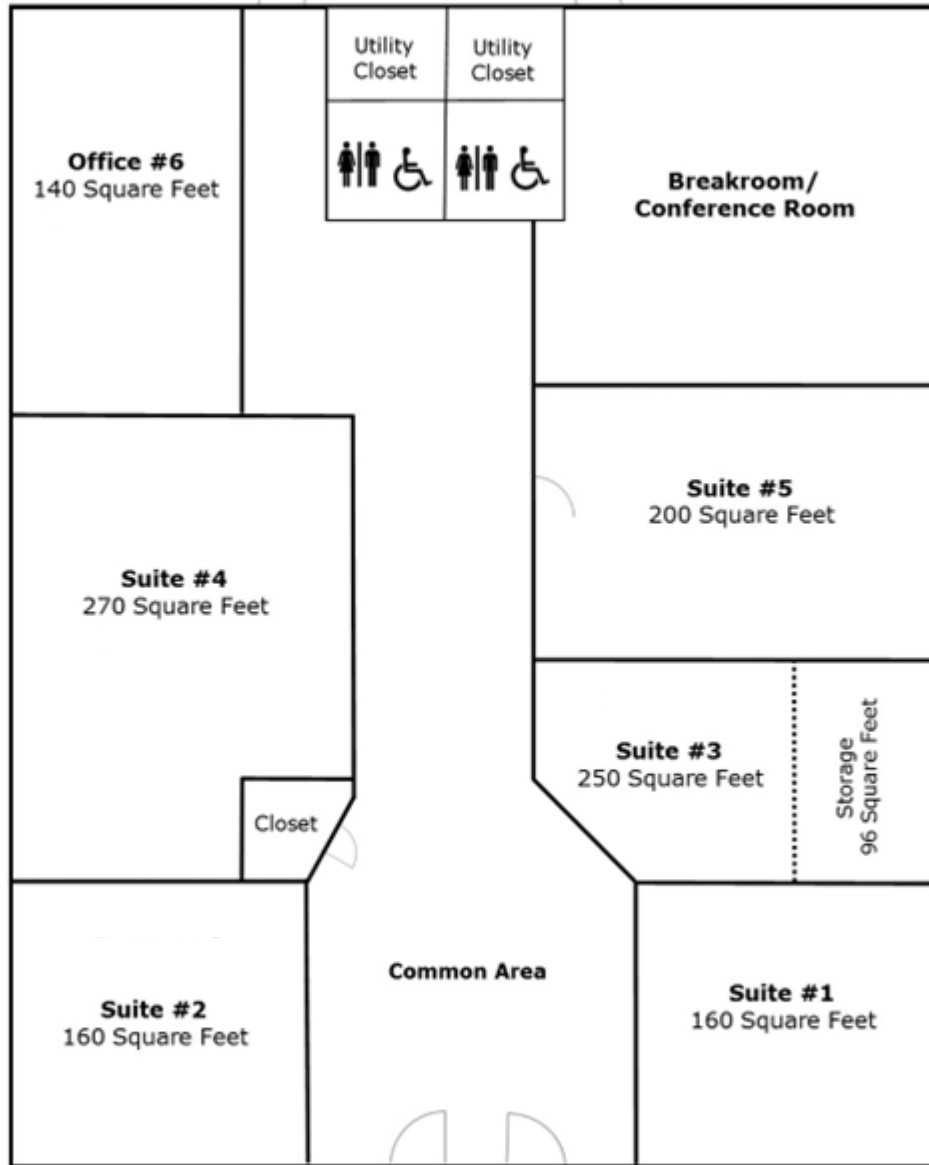 Utility
Closet
Utility
Closet
Office #6
140 Square Feet
Breakroom/
Conference Room
Suite #5
200 Square Feet
Suite #4
270 Square Feet
Suite #3
250 Square Feet
Storage
96 Square Feet
Closet
Common Area
Suite #2
160 Square Feet
Suite #1
160 Square Feet